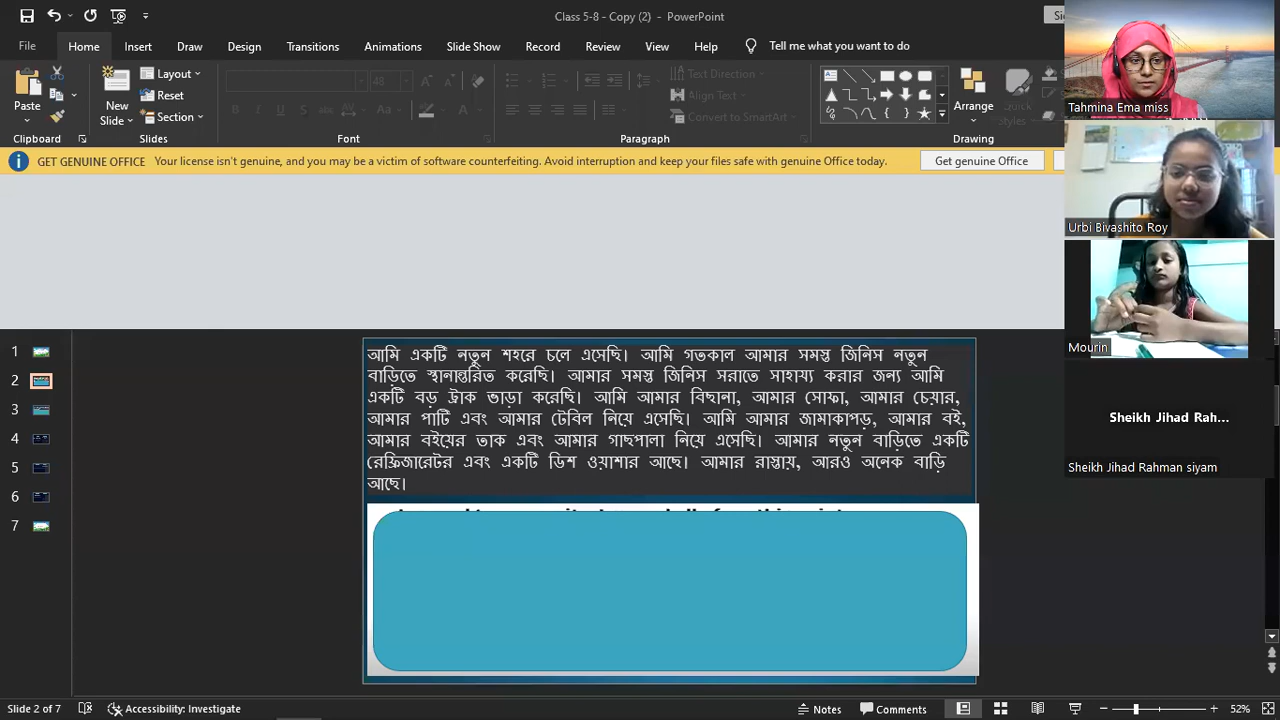 Class 5-8 - Copy (2) - PowerPoint
File Home Insert Draw Design Transitions Animations Slide Show Record Review View Help Tell me what you want to do
Paste New Slide Layout Reset Section 48 Text Direction Align Text Convert to SmartArt Arrange Quick Styles
Clipboard Slides Font Paragraph Drawing
GET GENUINE OFFICE Your license isn't genuine, and you may be a victim of software counterfeiting. Avoid interruption and keep your files safe with genuine Office today. Get genuine Office
Tahmina Ema miss
Urbi Bivashito Roy
Mourin
Sheikh Jihad Rah...
Sheikh Jihad Rahman siyam
1
2
3
4
5
6
7
আমি একটি নতুন শহরে চলে এসেছি। আমি গতকাল আমার সমস্ত জিনিস নতুন
বাড়িতে স্থানান্তরিত করেছি। আমার সমস্ত জিনিস সরাতে সাহায্য করার জন্য আমি
একটি বড় ট্রাক ভাড়া করেছি। আমি আমার বিছানা, আমার সোফা, আমার চেয়ার,
আমার পাটি এবং আমার টেবিল নিয়ে এসেছি। আমি আমার জামাকাপড়, আমার বই,
আমার বইয়ের তাক এবং আমার গাছপালা নিয়ে এসেছি। আমার নতুন বাড়িতে একটি
রেফ্রিজারেটর এবং একটি ডিশ ওয়াশার আছে। আমার রাস্তায়, আরও অনেক বাড়ি
আছে।
Slide 2 of 7 Accessibility: Investigate Notes Comments 52%